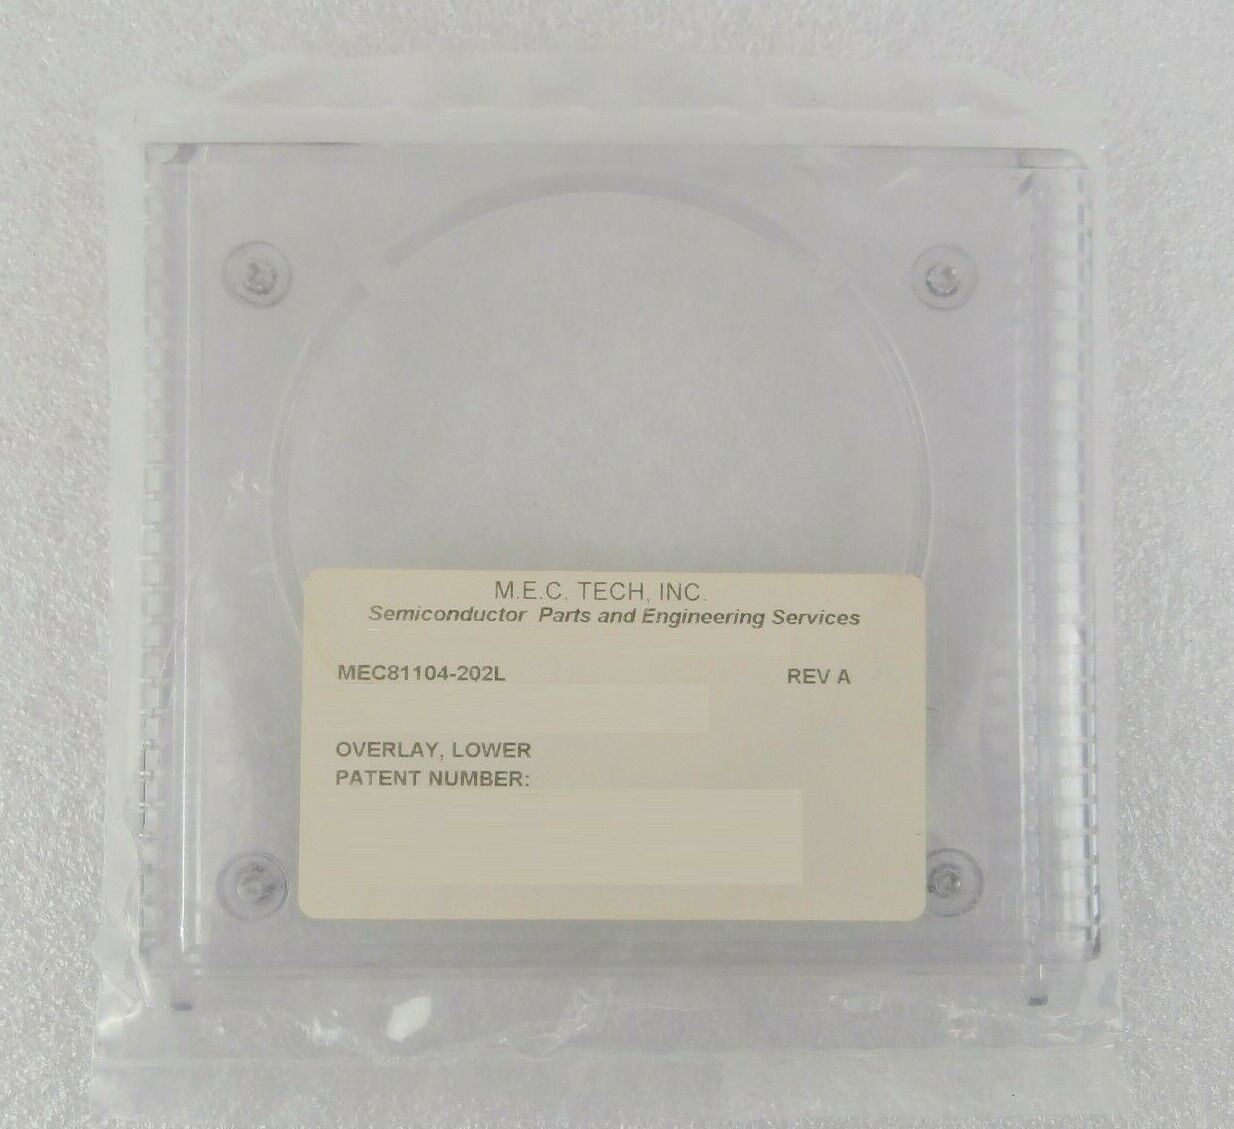 M.E.C. TECH, INC.
Semiconductor Parts and Engineering Services
MEC81104-202L REV A
OVERLAY, LOWER
PATENT NUMBER: